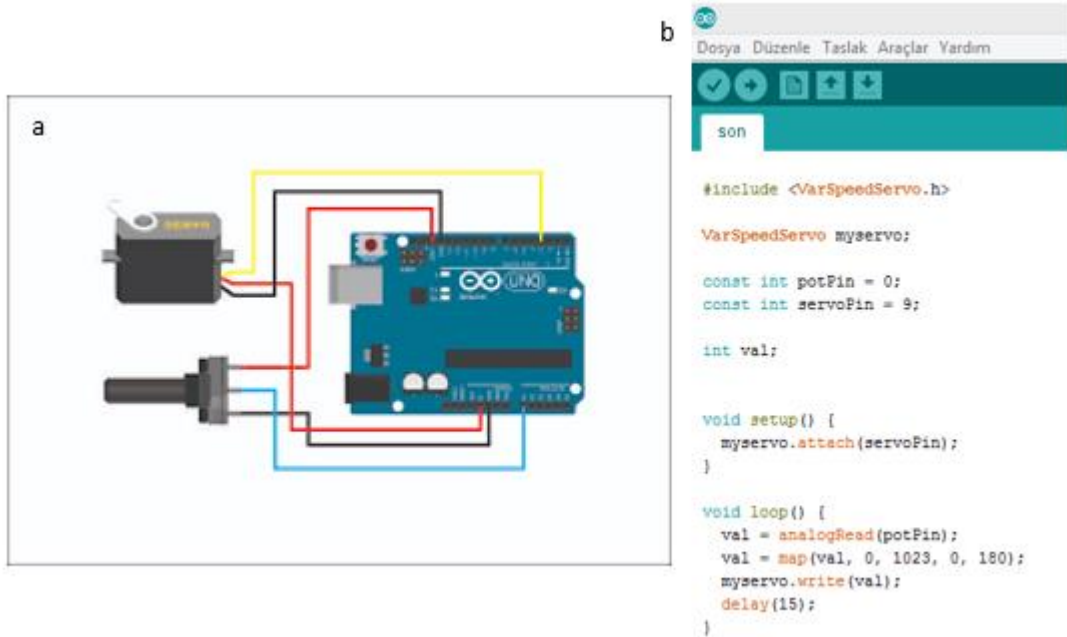 a
SERVO
UNO
b
Dosya Düzenle Taslak Araçlar Yardım
son
#include <VarSpeedServo.h>
VarSpeedServo myservo;
const int potPin = 0;
const int servoPin = 9;
int val;
void setup() {
myservo.attach(servoPin);
}
void loop() {
val = analogRead(potPin);
val = map(val, 0, 1023, 0, 180);
myservo.write(val);
delay(15);
}